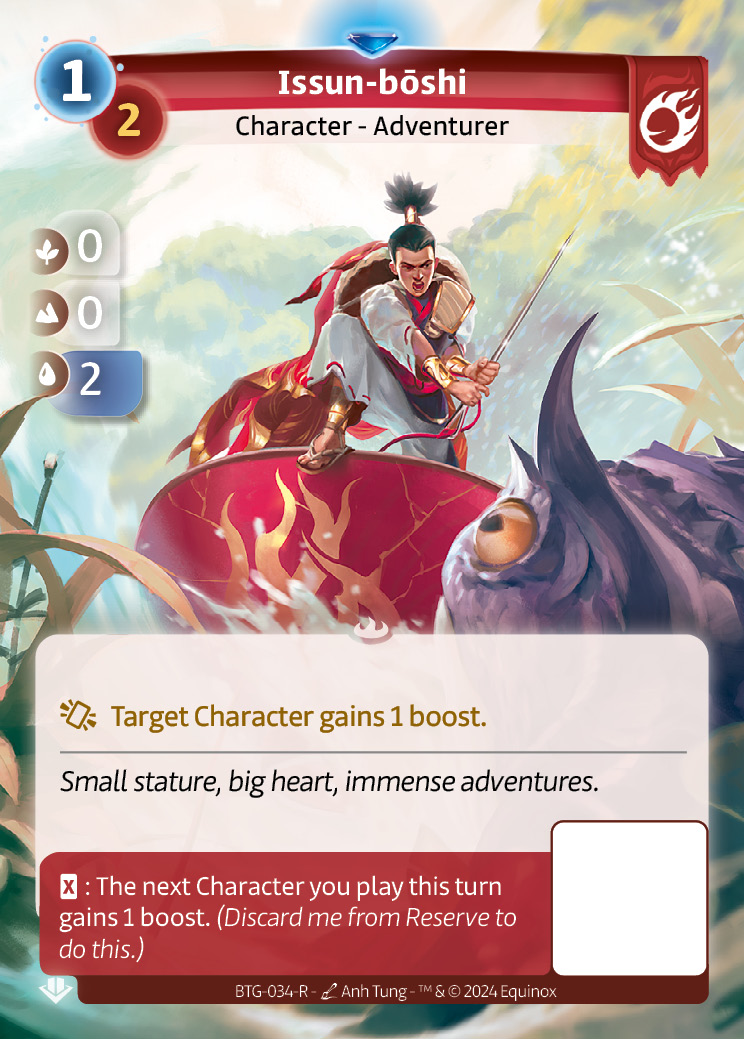 1
Issun-bōshi
2
Character - Adventurer
0
0
2
Target Character gains 1 boost.
Small stature, big heart, immense adventures.
X : The next Character you play this turn
gains 1 boost. (Discard me from Reserve to
do this.)
BTG-034-R - Anh Tung - ™ & © 2024 Equinox